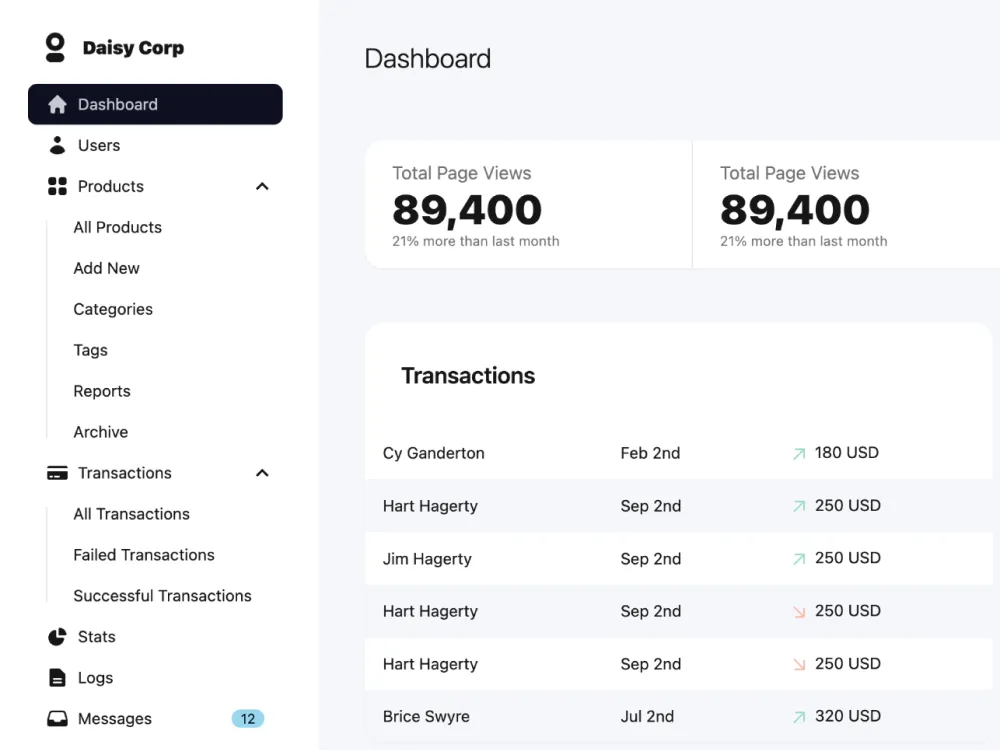 Daisy Corp
Dashboard
Users
Products
All Products
Add New
Categories
Tags
Reports
Archive
Transactions
All Transactions
Failed Transactions
Successful Transactions
Stats
Logs
Messages 12
Dashboard
Total Page Views
89,400
21% more than last month
Total Page Views
89,400
21% more than last month
Transactions
Cy Ganderton Feb 2nd 180 USD
Hart Hagerty Sep 2nd 250 USD
Jim Hagerty Sep 2nd 250 USD
Hart Hagerty Sep 2nd 250 USD
Hart Hagerty Sep 2nd 250 USD
Brice Swyre Jul 2nd 320 USD